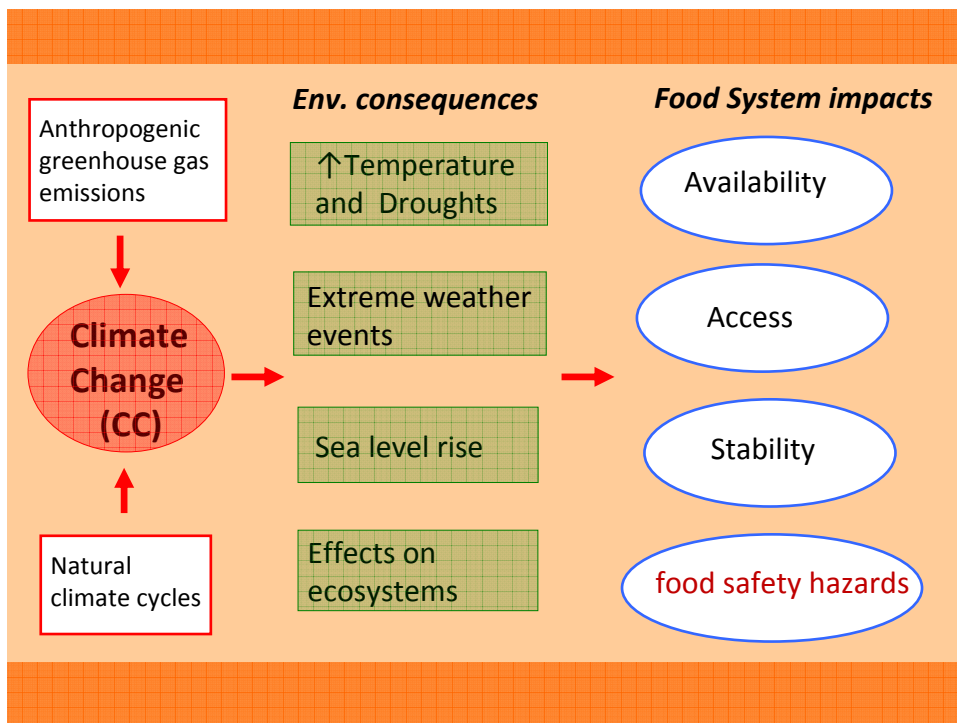 Env. consequences
Food System impacts
Anthropogenic
greenhouse gas
emissions
↑Temperature
and Droughts
Availability
Extreme weather
events
Access
Climate
Change
(CC)
Sea level rise
Stability
Natural
climate cycles
Effects on
ecosystems
food safety hazards